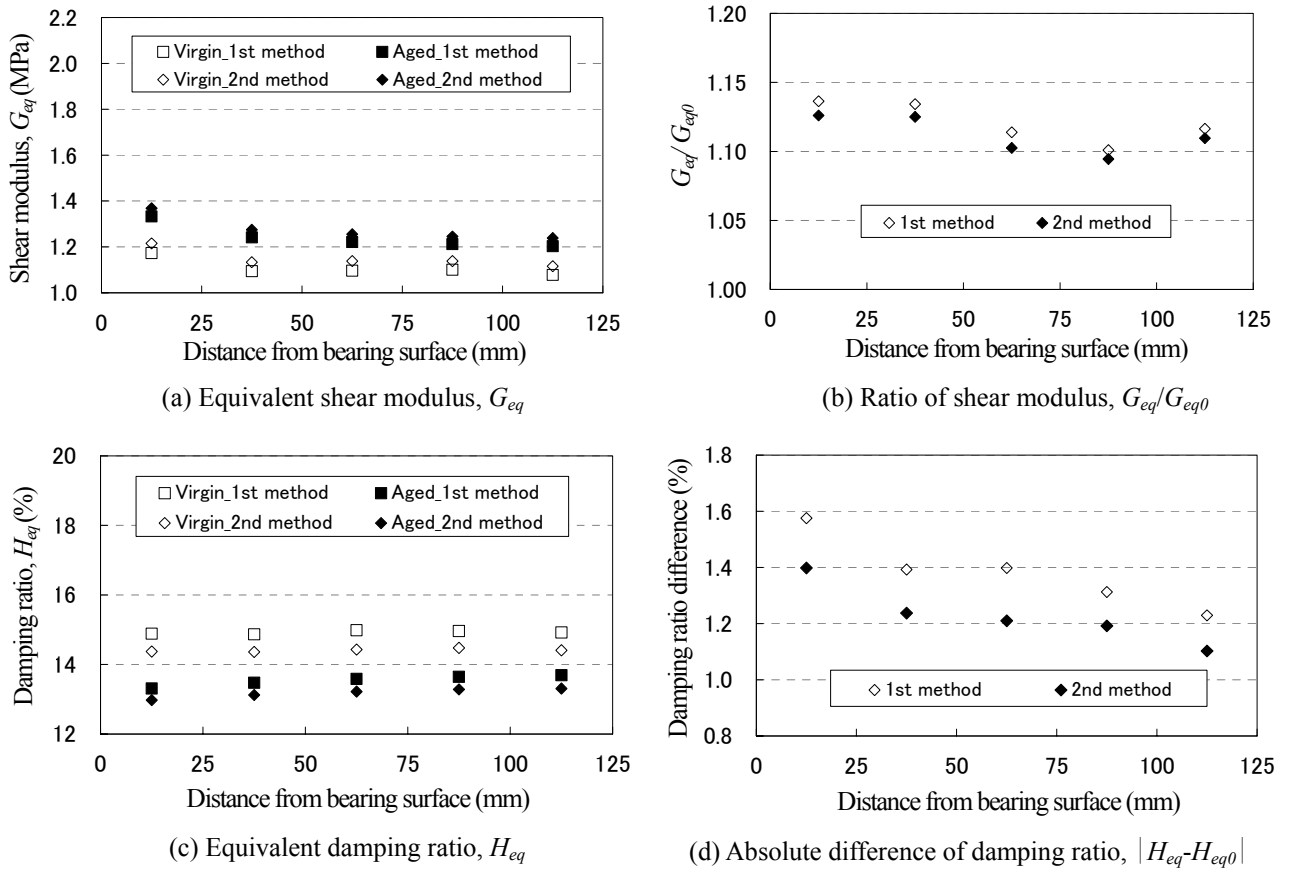 2.2
2.0
1.8
1.6
1.4
1.2
1.0
Shear modulus, Geq (MPa)
□ Virgin_1st method ■ Aged_1st method
◇ Virgin_2nd method ◆ Aged_2nd method
0 25 50 75 100 125
Distance from bearing surface (mm)
(a) Equivalent shear modulus, Geq
1.20
1.15
1.10
1.05
1.00
Geq/ Geq0
◇ 1st method ◆ 2nd method
0 25 50 75 100 125
Distance from bearing surface (mm)
(b) Ratio of shear modulus, Geq/Geq0
20
18
16
14
12
Damping ratio, Heq (%)
□ Virgin_1st method ■ Aged_1st method
◇ Virgin_2nd method ◆ Aged_2nd method
0 25 50 75 100 125
Distance from bearing surface (mm)
(c) Equivalent damping ratio, Heq
1.8
1.6
1.4
1.2
1.0
0.8
Damping ratio difference (%)
◇ 1st method ◆ 2nd method
0 25 50 75 100 125
Distance from bearing surface (mm)
(d) Absolute difference of damping ratio, |Heq-Heq0|